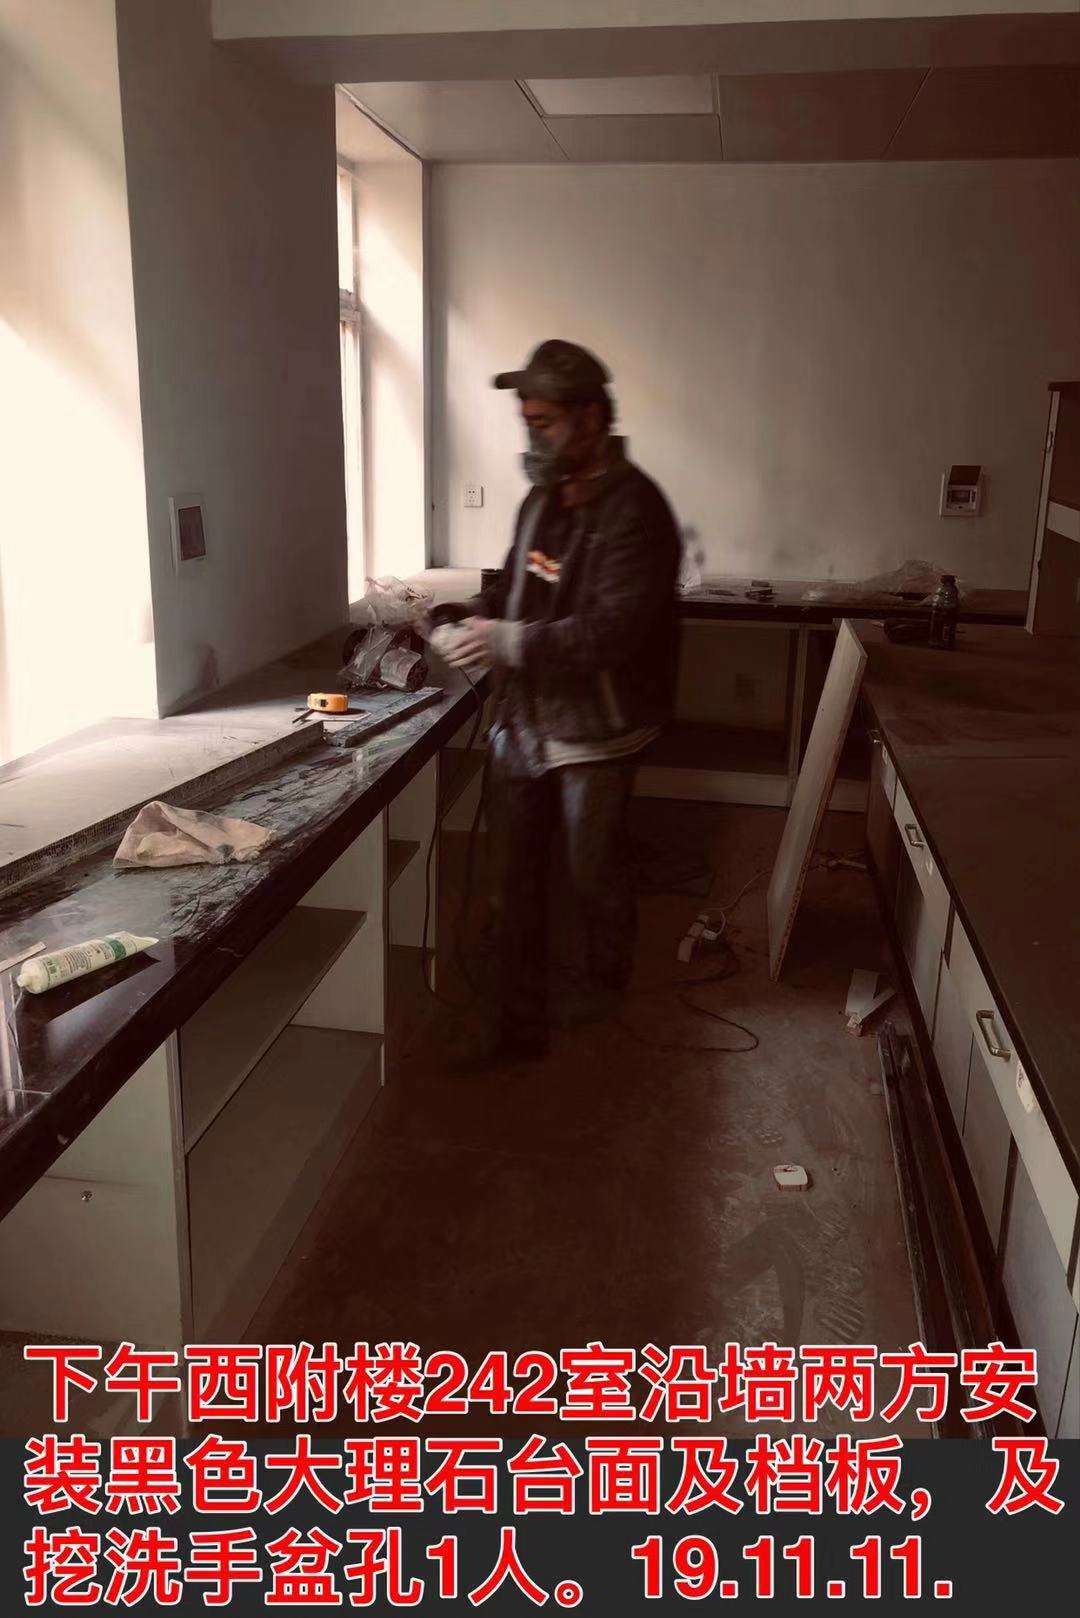 下午西附楼242室沿墙两方安
装黑色大理石台面及档板，及
挖洗手盆孔1人。19.11.11.